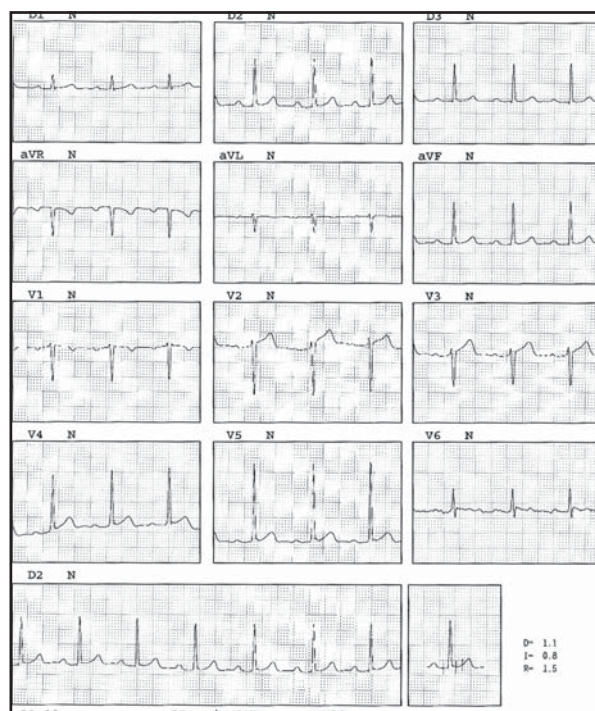 D1 N
D2 N
D3 N
aVR N
aVL N
aVF N
V1 N
V2 N
V3 N
V4 N
V5 N
V6 N
D2 N
D= 1.1
I= 0.8
R= 1.5